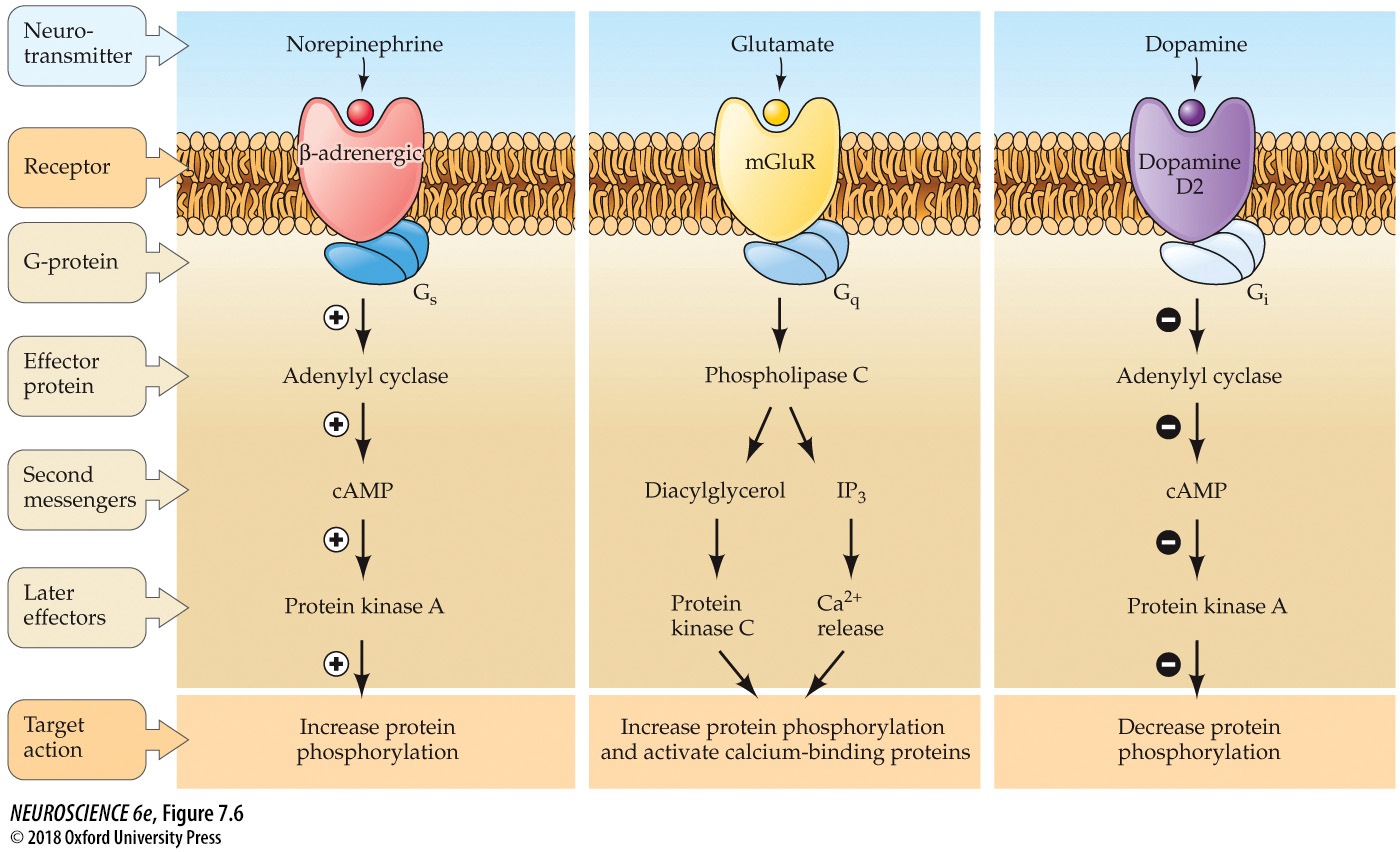 Neuro-
transmitter
Norepinephrine
Glutamate
Dopamine
Receptor
β-adrenergic
mGluR
Dopamine
D2
G-protein
Gs
Gq
Gi
+
−
Effector
protein
Adenylyl cyclase
Phospholipase C
Adenylyl cyclase
+
−
Second
messengers
cAMP
Diacylglycerol
IP3
cAMP
+
−
Later
effectors
Protein kinase A
Protein
kinase C
Ca2+
release
Protein kinase A
+
−
Target
action
Increase protein
phosphorylation
Increase protein phosphorylation
and activate calcium-binding proteins
Decrease protein
phosphorylation
NEUROSCIENCE 6e, Figure 7.6
© 2018 Oxford University Press